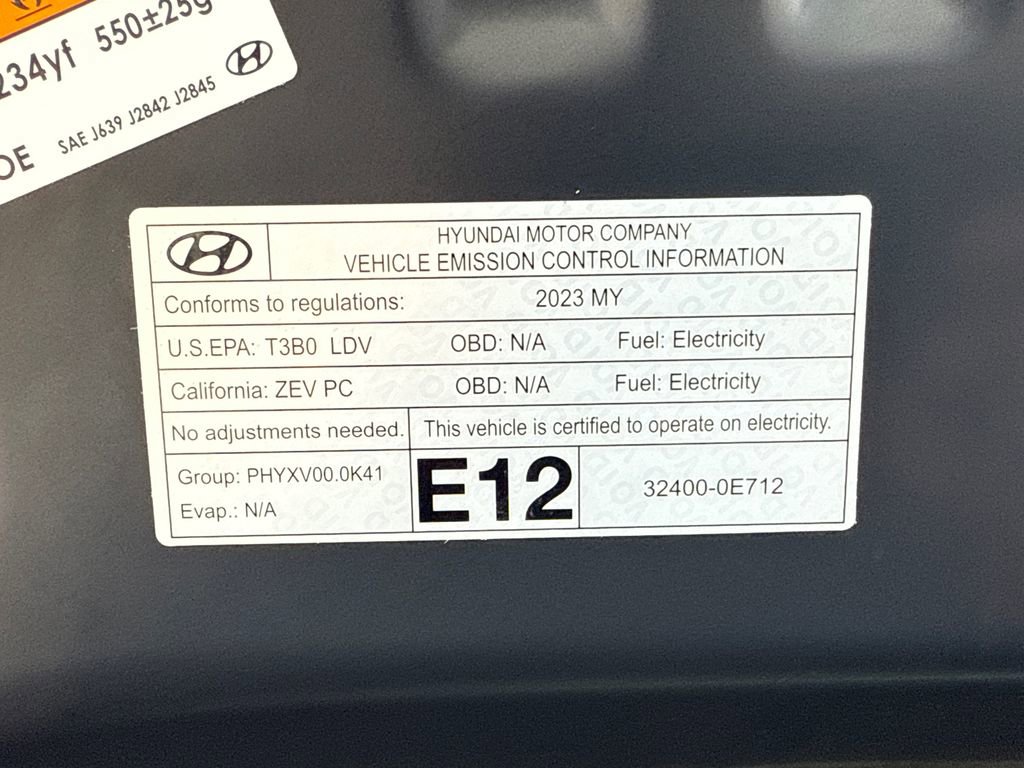 234yf 550±25g
OE SAE J639 J2842 J2845
HYUNDAI MOTOR COMPANY
VEHICLE EMISSION CONTROL INFORMATION
Conforms to regulations: 2023 MY
U.S.EPA: T3B0 LDV OBD: N/A Fuel: Electricity
California: ZEV PC OBD: N/A Fuel: Electricity
No adjustments needed. This vehicle is certified to operate on electricity.
Group: PHYXV00.0K41
Evap.: N/A
E12
32400-0E712